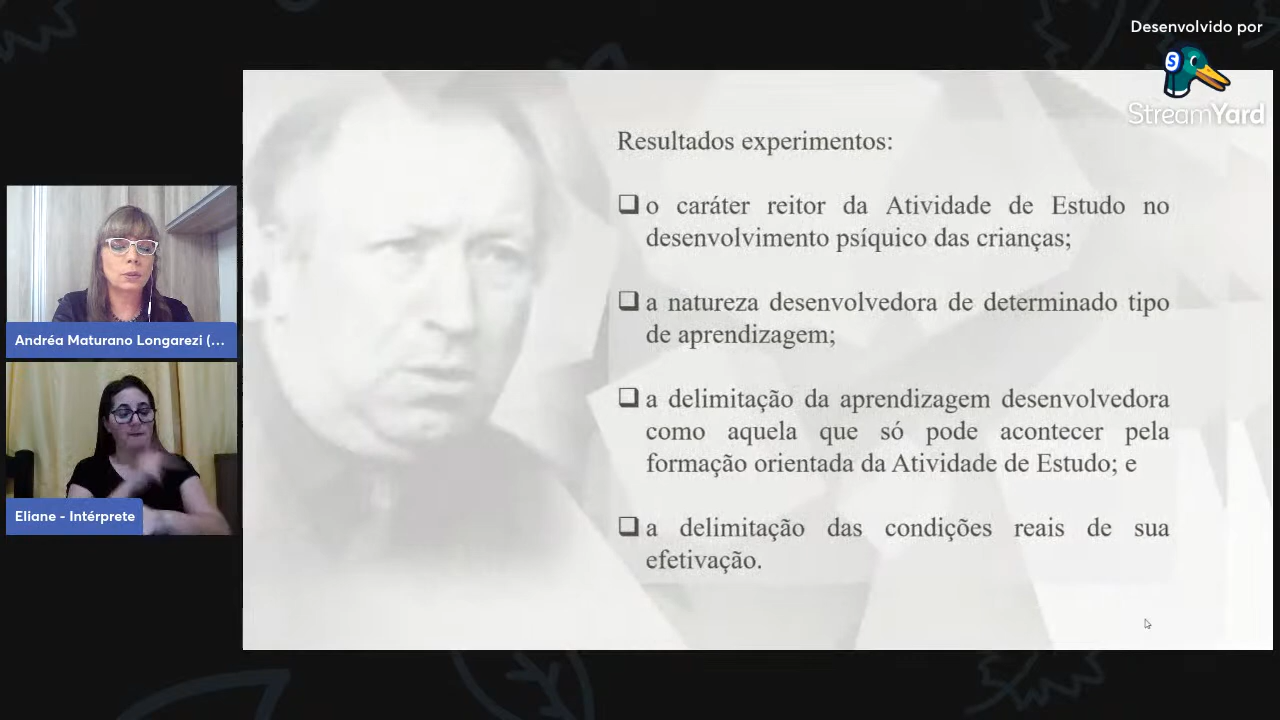 Desenvolvido por
StreamYard
Resultados experimentos:
❑ o caráter reitor da Atividade de Estudo no
desenvolvimento psíquico das crianças;
❑ a natureza desenvolvedora de determinado tipo
de aprendizagem;
❑ a delimitação da aprendizagem desenvolvedora
como aquela que só pode acontecer pela
formação orientada da Atividade de Estudo; e
❑ a delimitação das condições reais de sua
efetivação.
Andréa Maturano Longarezi (...
Eliane - Intérprete